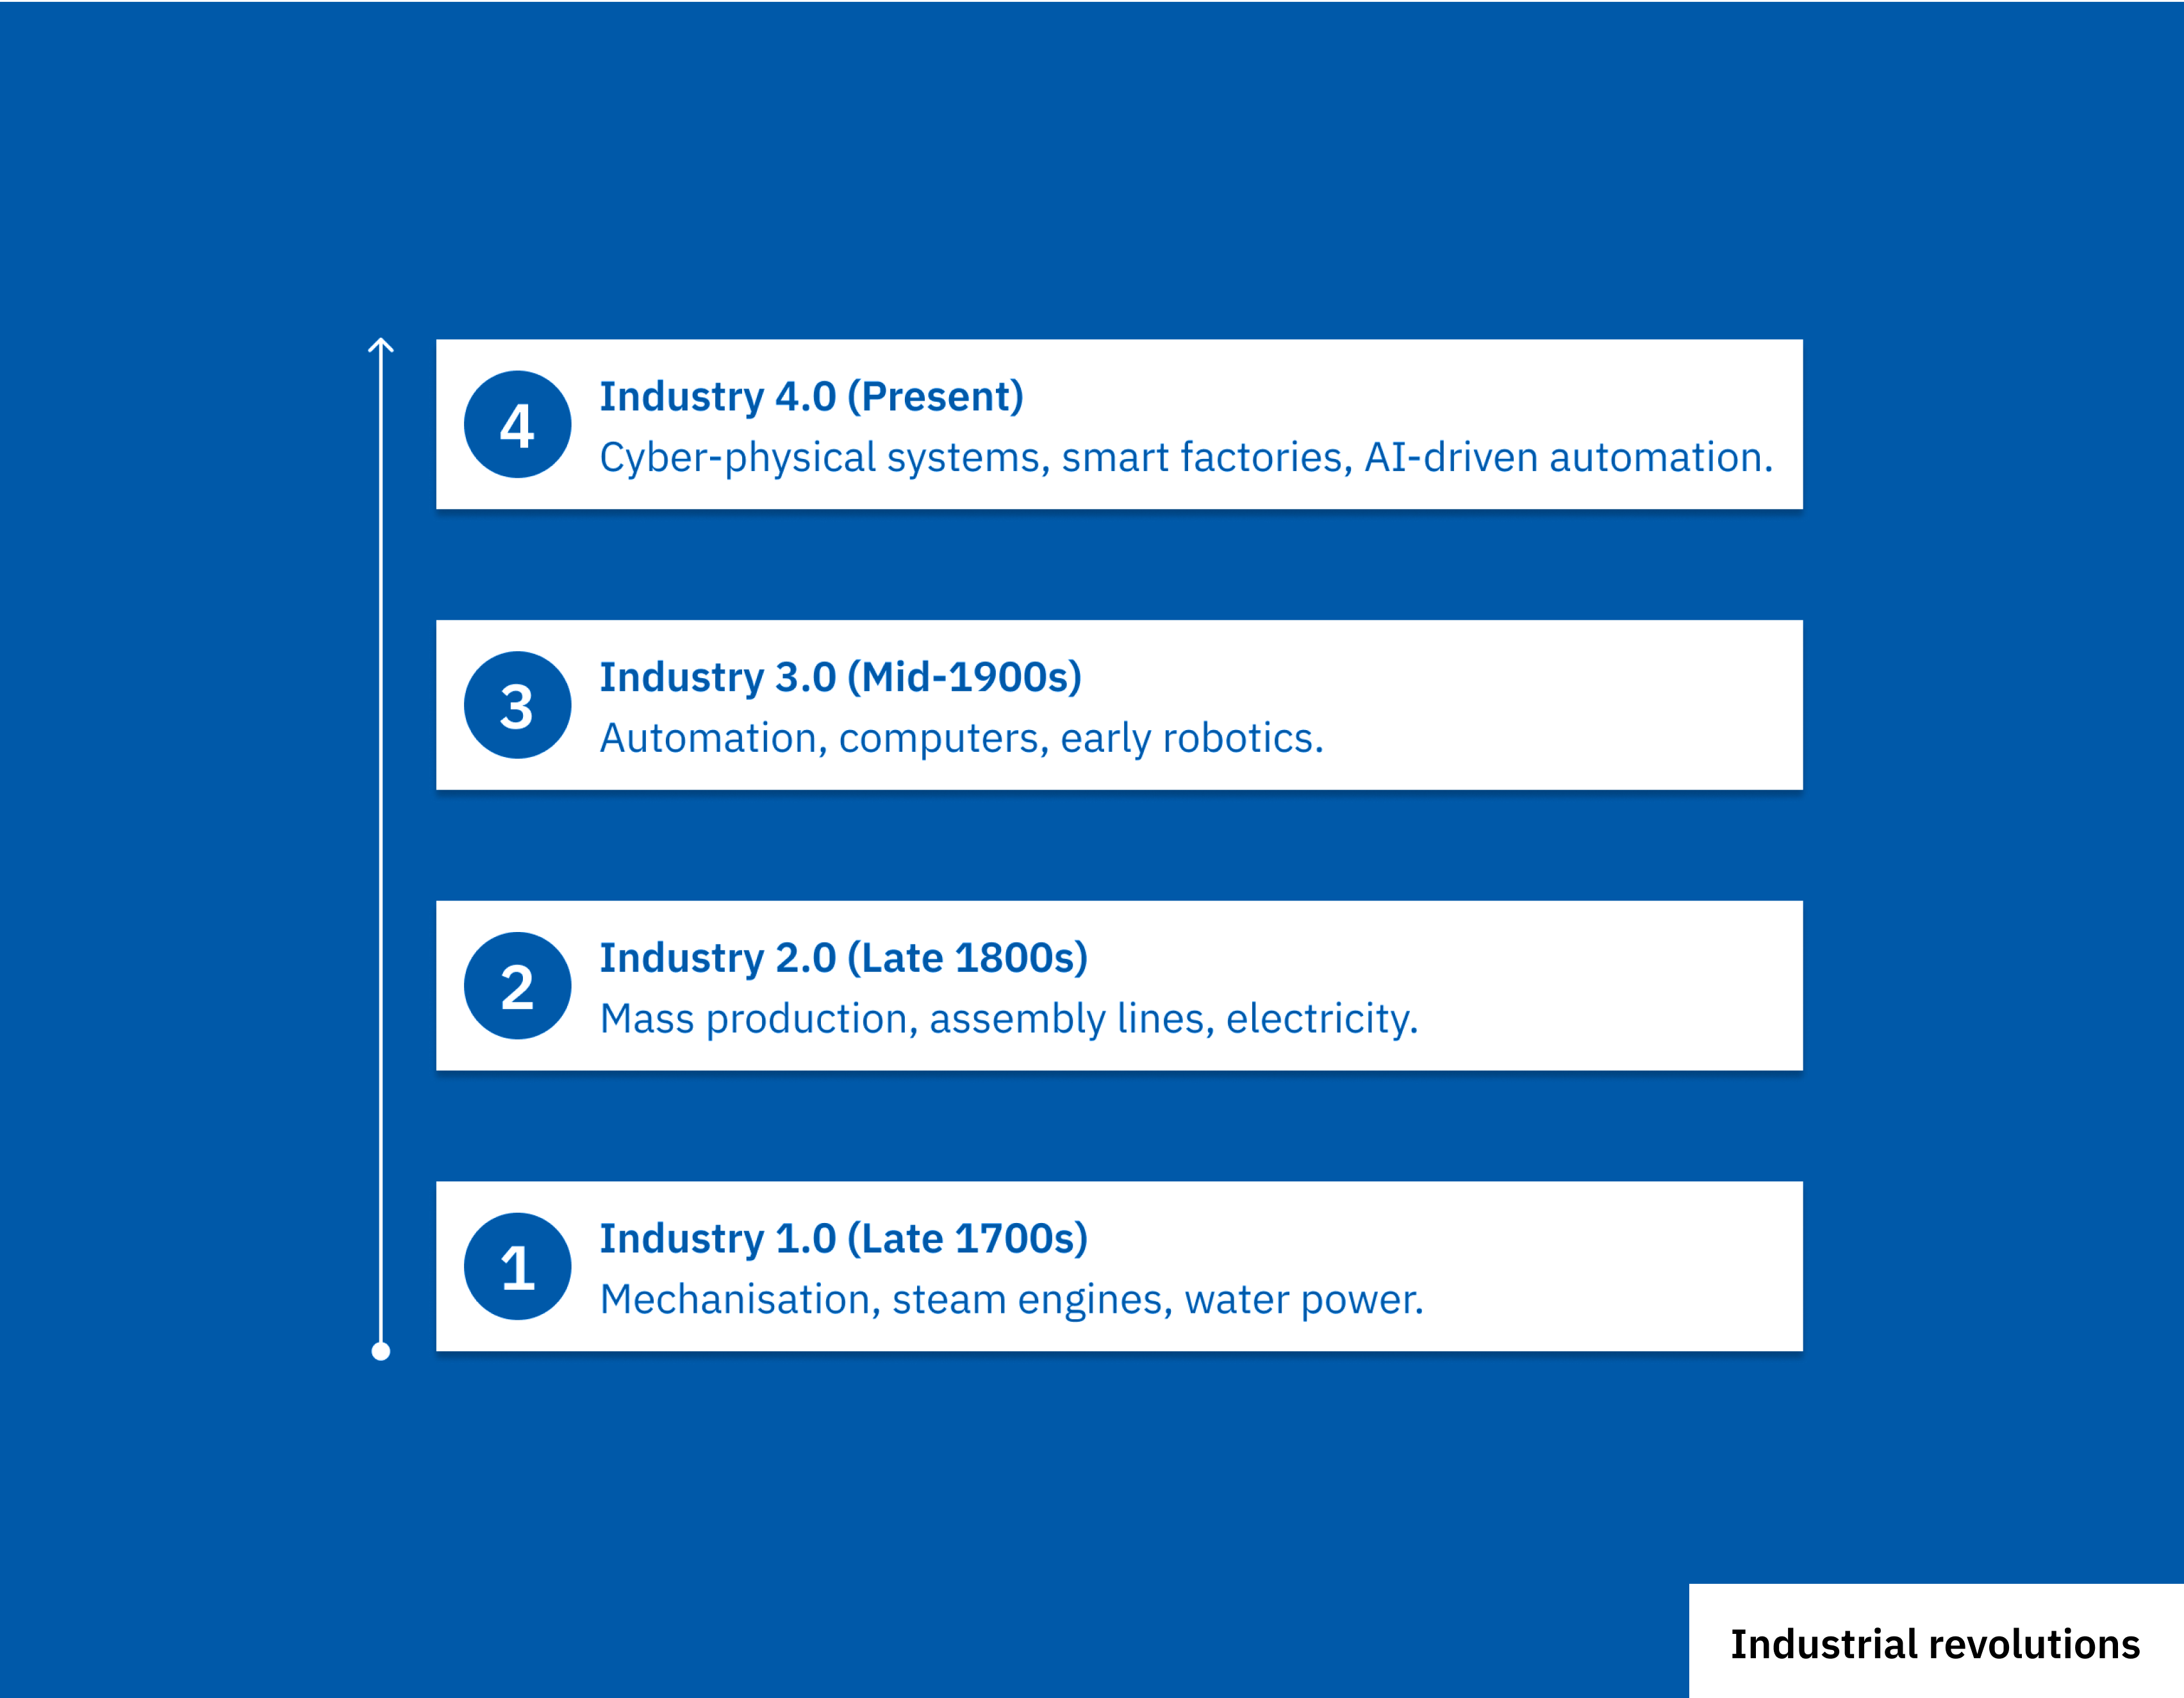 4
Industry 4.0 (Present)
Cyber-physical systems, smart factories, AI-driven automation.
3
Industry 3.0 (Mid-1900s)
Automation, computers, early robotics.
2
Industry 2.0 (Late 1800s)
Mass production, assembly lines, electricity.
1
Industry 1.0 (Late 1700s)
Mechanisation, steam engines, water power.
Industrial revolutions